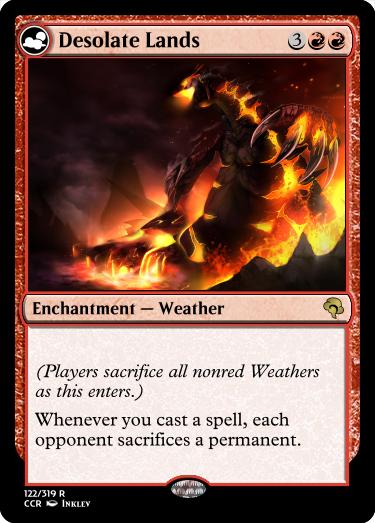 Desolate Lands 3
Enchantment — Weather
(Players sacrifice all nonred Weathers
as this enters.)
Whenever you cast a spell, each
opponent sacrifices a permanent.
122/319 R
CCR INKLEV